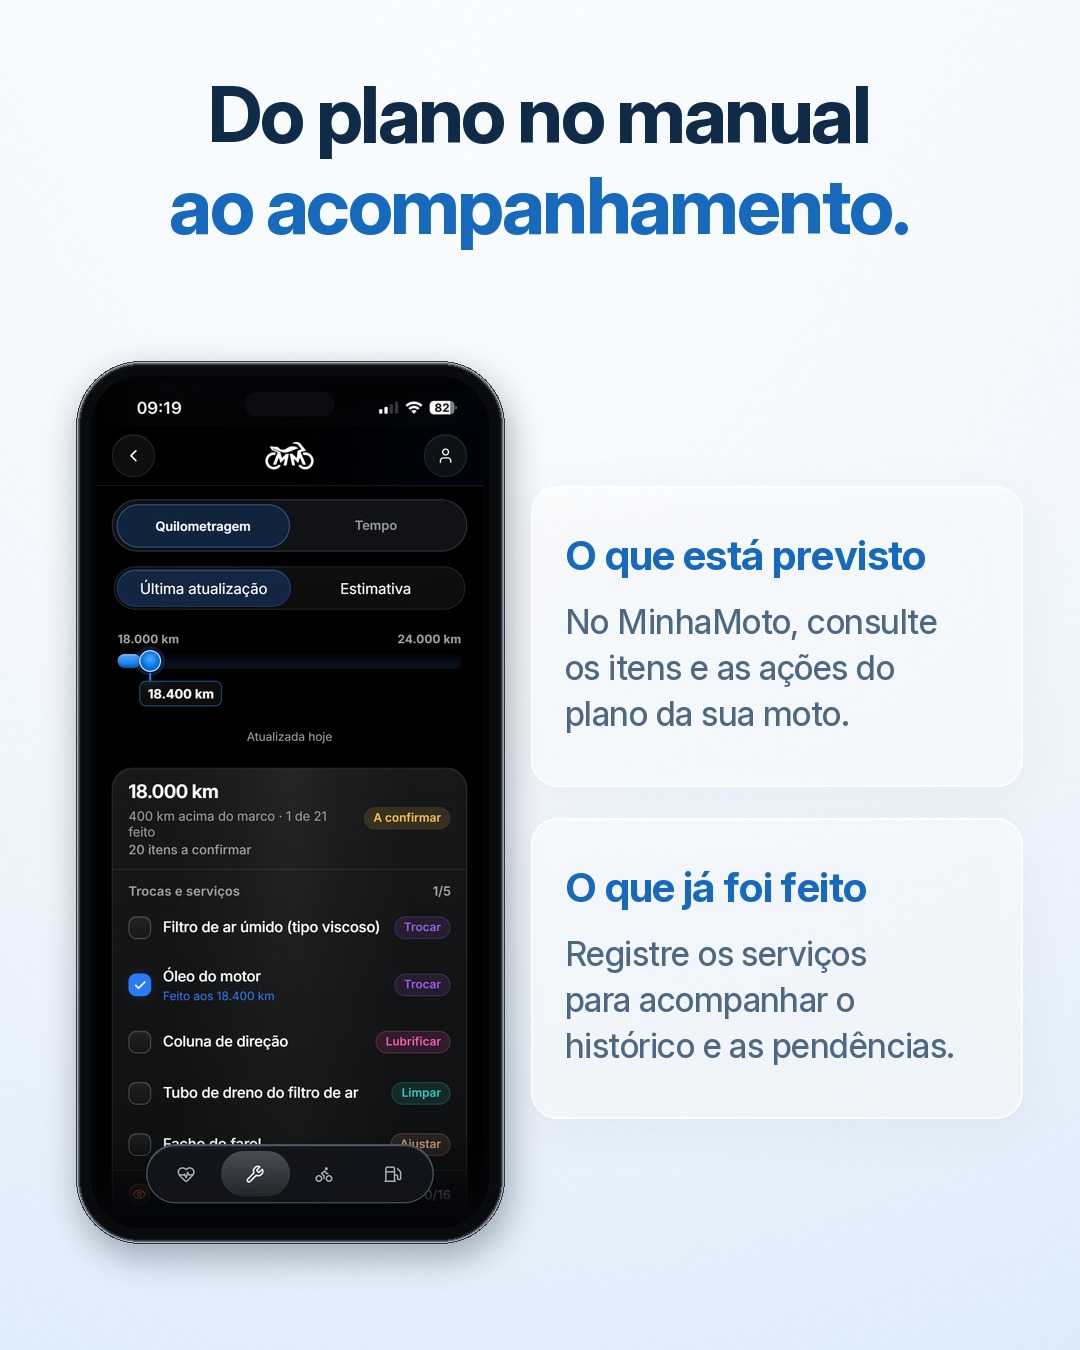 Do plano no manual
ao acompanhamento.
09:19
82
MM
Quilometragem
Tempo
Última atualização
Estimativa
18.000 km
24.000 km
18.400 km
Atualizada hoje
18.000 km
400 km acima do marco · 1 de 21
feito
20 itens a confirmar
A confirmar
Trocas e serviços
1/5
Filtro de ar úmido (tipo viscoso)
Trocar
Óleo do motor
Feito aos 18.400 km
Trocar
Coluna de direção
Lubrificar
Tubo de dreno do filtro de ar
Limpar
Facho do farol
Ajustar
0/16
O que está previsto
No MinhaMoto, consulte
os itens e as ações do
plano da sua moto.
O que já foi feito
Registre os serviços
para acompanhar o
histórico e as pendências.